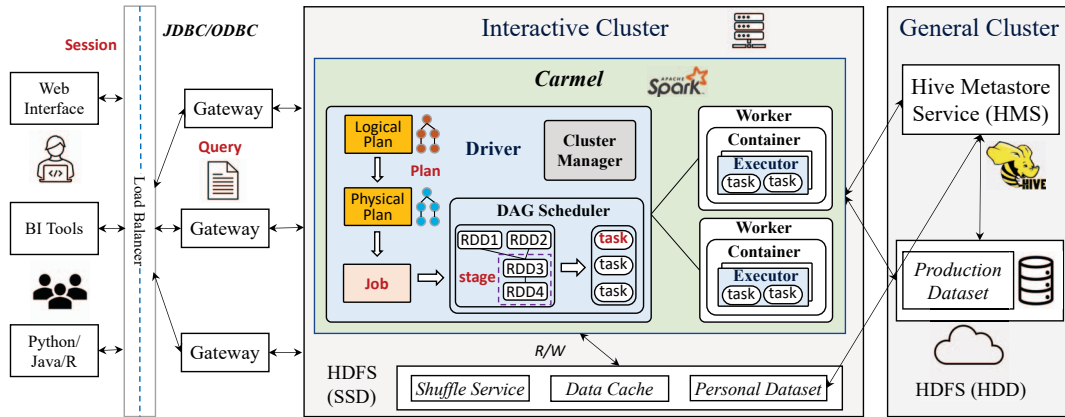 Session
Web
Interface
BI Tools
Python/
Java/R
Load Balancer
JDBC/ODBC
Gateway
Query
Gateway
Gateway
Interactive Cluster
Carmel
APACHE
Spark
Driver
Logical
Plan
Plan
Physical
Plan
Job
Cluster
Manager
DAG Scheduler
RDD1 RDD2
stage
RDD3
RDD4
task
task
task
Worker
Container
Executor
task task
Worker
Container
Executor
task task
R/W
HDFS
(SSD)
Shuffle Service
Data Cache
Personal Dataset
General Cluster
Hive Metastore
Service (HMS)
HIVE
Production
Dataset
HDFS (HDD)